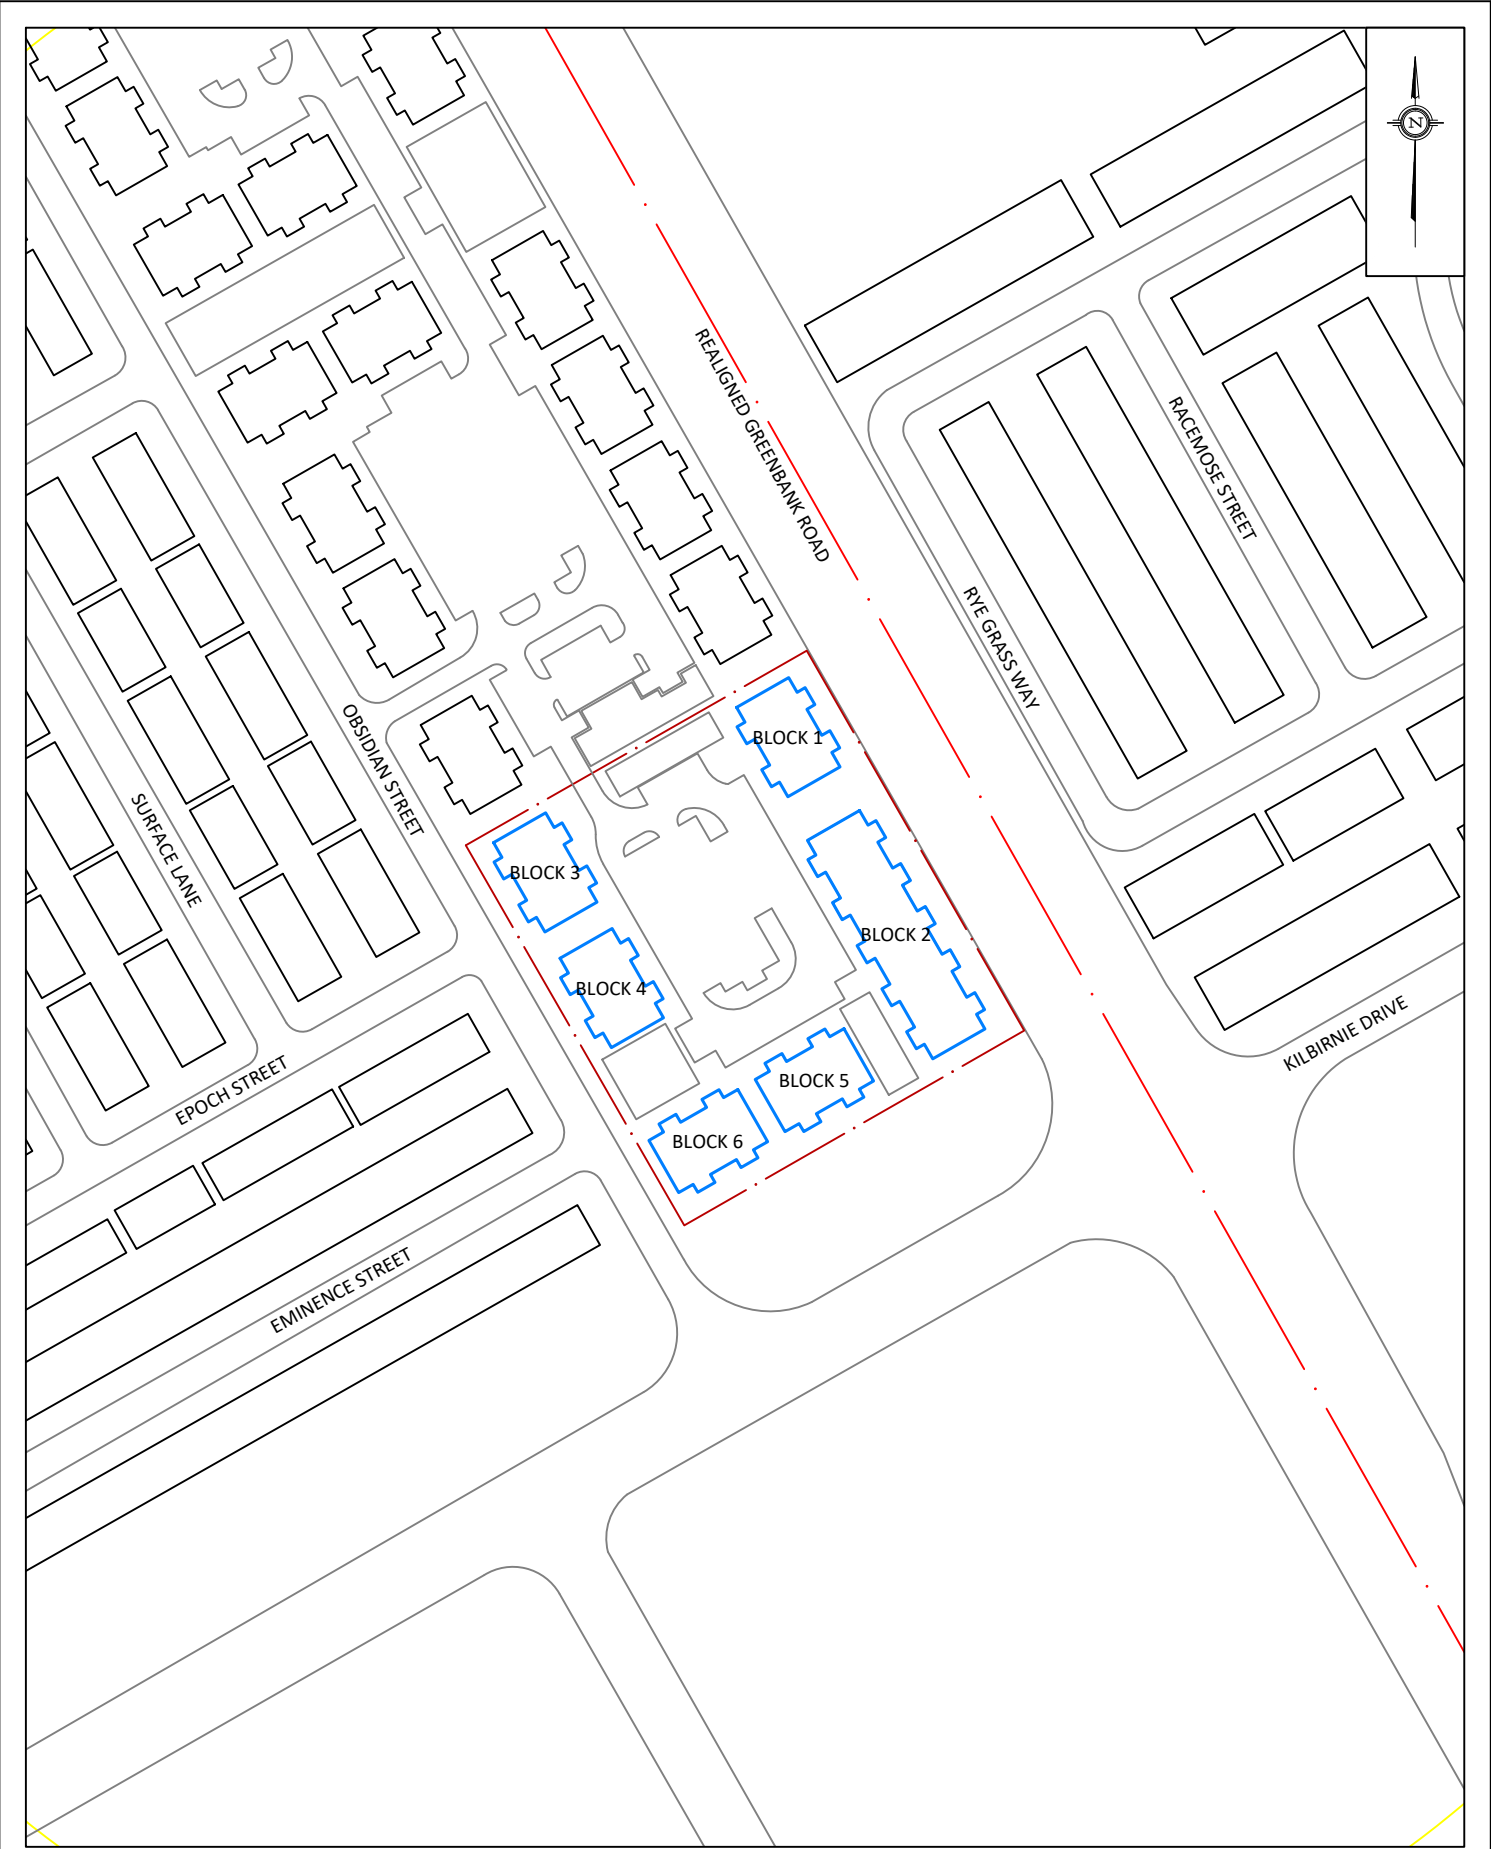 N
REALIGNED GREENBANK ROAD
RACEMOSE STREET
RYE GRASS WAY
OBSIDIAN STREET
SURFACE LANE
BLOCK 1
BLOCK 3
BLOCK 2
BLOCK 4
KILBIRNIE DRIVE
EPOCH STREET
BLOCK 5
BLOCK 6
EMINENCE STREET